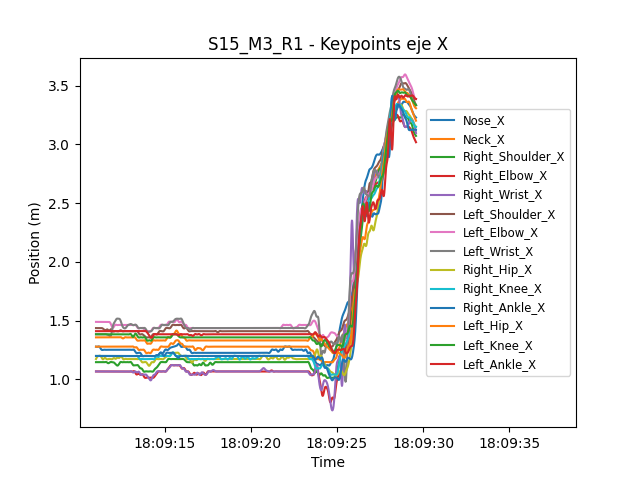 S15_M3_R1 - Keypoints eje X
Position (m)
3.5
3.0
2.5
2.0
1.5
1.0
Nose_X
Neck_X
Right_Shoulder_X
Right_Elbow_X
Right_Wrist_X
Left_Shoulder_X
Left_Elbow_X
Left_Wrist_X
Right_Hip_X
Right_Knee_X
Right_Ankle_X
Left_Hip_X
Left_Knee_X
Left_Ankle_X
18:09:15 18:09:20 18:09:25 18:09:30 18:09:35
Time